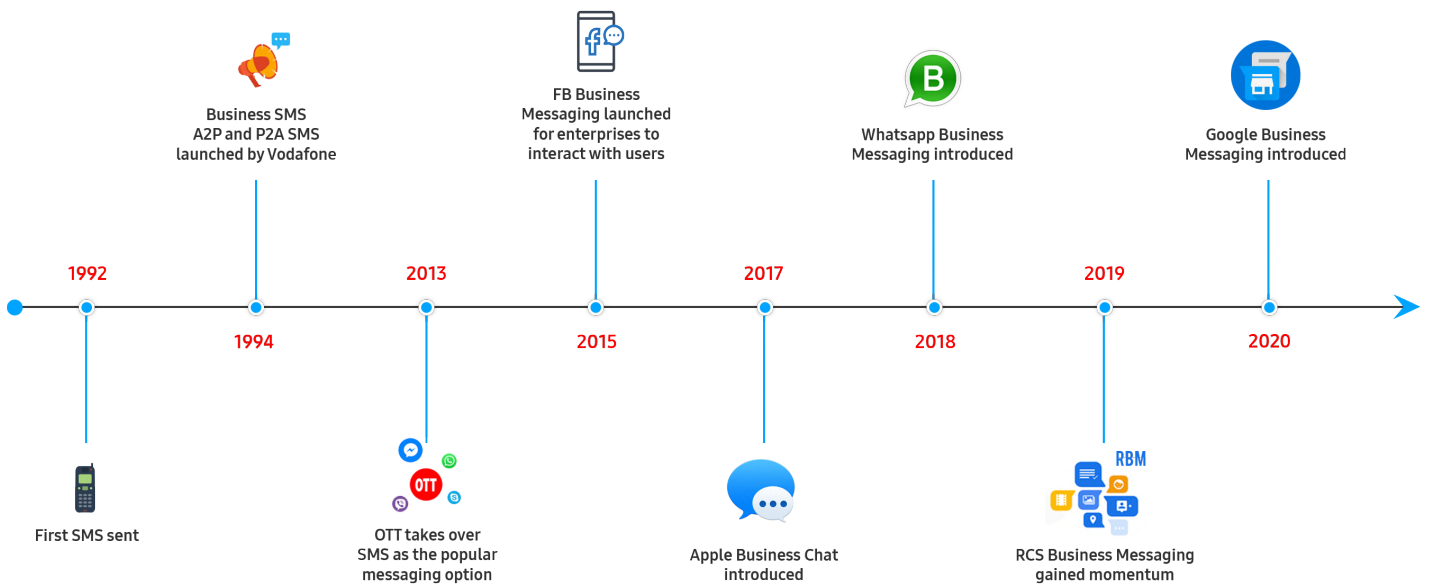 Business SMS
A2P and P2A SMS
launched by Vodafone
FB Business
Messaging launched
for enterprises to
interact with users
B
Whatsapp Business
Messaging introduced
Google Business
Messaging introduced
1992
2013
2017
2019
1994
2015
2018
2020
First SMS sent
OTT
OTT takes over
SMS as the popular
messaging option
Apple Business Chat
introduced
RBM
RCS Business Messaging
gained momentum